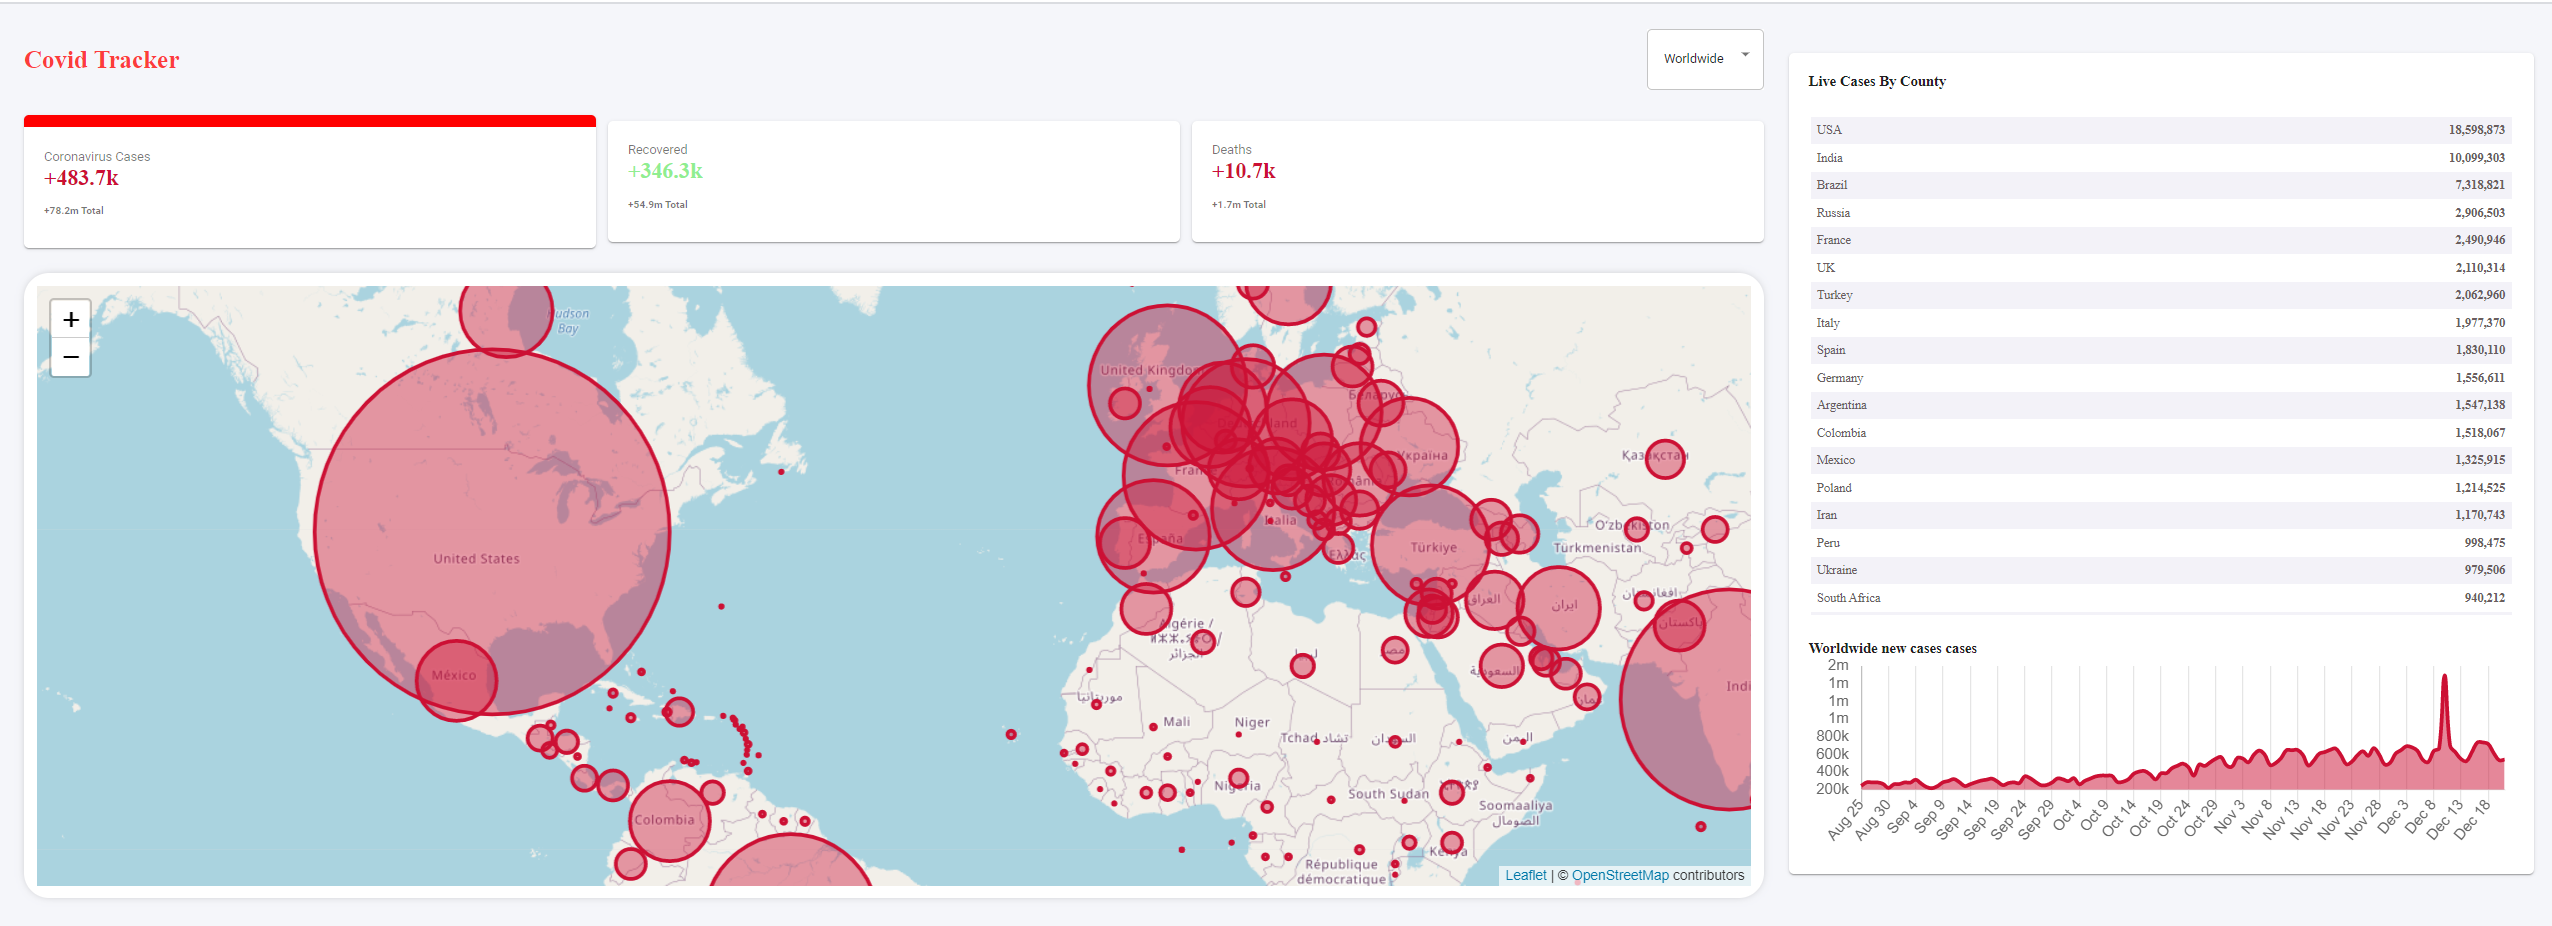 Covid Tracker
Worldwide
Coronavirus Cases
+483.7k
+78.2m Total
Recovered
+346.3k
+54.9m Total
Deaths
+10.7k
+1.7m Total
+
−
udson
Bay
United Kingdom
Беларусь
Україна
Қазақстан
France
România
Italia
España
Ελλάς
Türkiye
O'zbekiston
Türkmenistan
United States
México
العراق
ایران
افغانستان
پاکستان
Algérie /
الجزائر
ليبيا
مصر
السعودية
عمان
India
موريتانيا
Mali
Niger
Tchad تشاد
السودان
اليمن
Nigeria
South Sudan
Soomaaliya
الصومال
Colombia
Kenya
République
démocratique
Leaflet | © OpenStreetMap contributors
Live Cases By County
USA 18,598,873
India 10,099,303
Brazil 7,318,821
Russia 2,906,503
France 2,490,946
UK 2,110,314
Turkey 2,062,960
Italy 1,977,370
Spain 1,830,110
Germany 1,556,611
Argentina 1,547,138
Colombia 1,518,067
Mexico 1,325,915
Poland 1,214,525
Iran 1,170,743
Peru 998,475
Ukraine 979,506
South Africa 940,212
Worldwide new cases cases
2m
1m
1m
1m
800k
600k
400k
200k
Aug 25 Aug 30 Sep 4 Sep 9 Sep 14 Sep 19 Sep 24 Sep 29 Oct 4 Oct 9 Oct 14 Oct 19 Oct 24 Oct 29 Nov 3 Nov 8 Nov 13 Nov 18 Nov 23 Nov 28 Dec 3 Dec 8 Dec 13 Dec 18